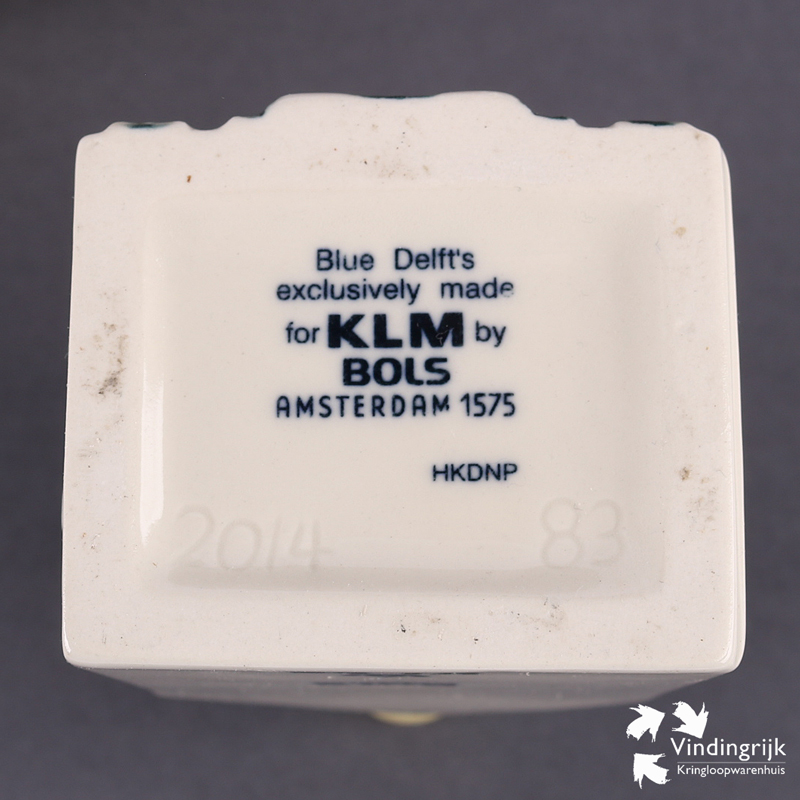 Blue Delft's
exclusively made
for KLM by
BOLS
AMSTERDAM 1575
HKDNP
2014 83
Vindingrijk
Kringloopwarenhuis